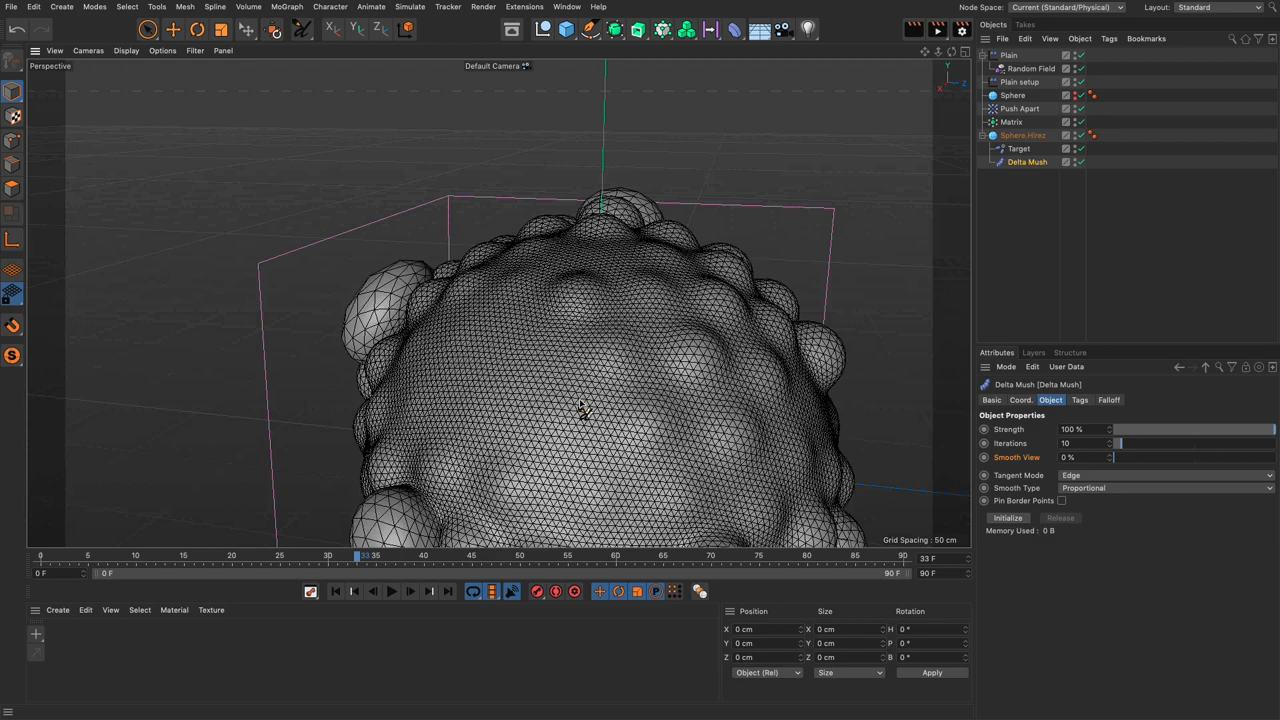 File Edit Create Modes Select Tools Mesh Spline Volume MoGraph Character Animate Simulate Tracker Render Extensions Window Help Node Space: Current (Standard/Physical) Layout: Standard
Objects Takes
File Edit View Object Tags Bookmarks
View Cameras Display Options Filter Panel
Perspective
Default Camera
Y
X
Z
Plain
Random Field
Plain setup
Sphere
Push Apart
Matrix
Sphere.Hirez
Target
Delta Mush
Grid Spacing : 50 cm
Attributes Layers Structure
Mode Edit User Data
Delta Mush [Delta Mush]
Basic Coord. Object Tags Falloff
Object Properties
Strength 100 %
Iterations 10
Smooth View 0 %
Tangent Mode Edge
Smooth Type Proportional
Pin Border Points
Initialize Release
Memory Used : 0 B
0 5 10 15 20 25 30 33 35 40 45 50 55 60 65 70 75 80 85 90 33 F
0 F 0 F 90 F 90 F
Create Edit View Select Material Texture
Position Size Rotation
X 0 cm X 0 cm H 0 °
Y 0 cm Y 0 cm P 0 °
Z 0 cm Z 0 cm B 0 °
Object (Rel) Size Apply